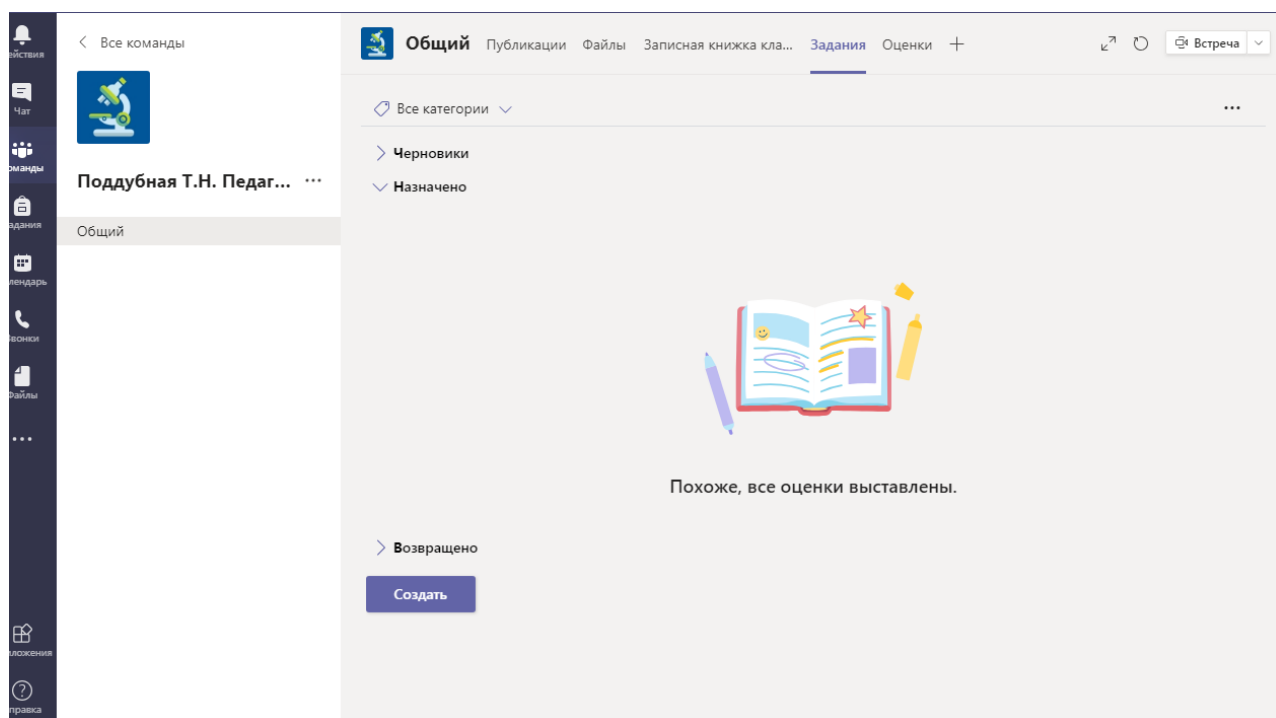 ействия
Чат
оманды
адания
лендарь
вонки
Файлы
ложения
правка
Все команды
Поддубная Т.Н. Педаг... ...
Общий
Общий Публикации Файлы Записная книжка кла... Задания Оценки + Встреча
Все категории ...
Черновики
Назначено
Похоже, все оценки выставлены.
Возвращено
Создать